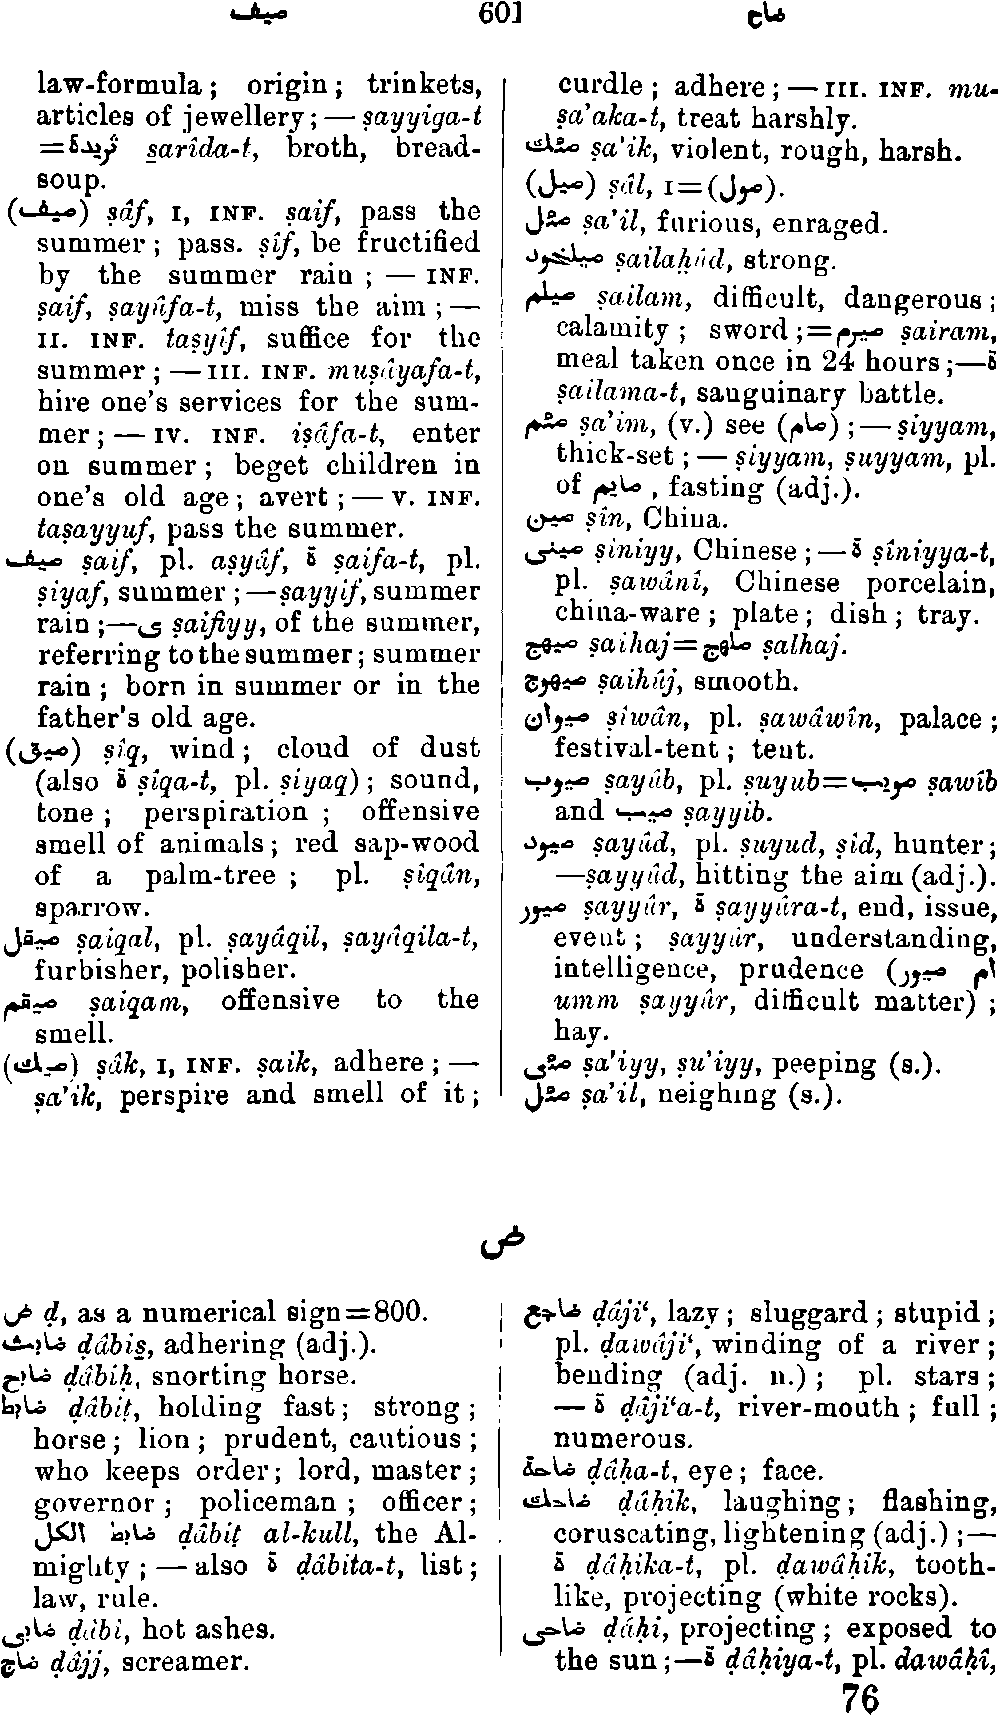 صيف 601 ضاح
law-formula; origin; trinkets,
articles of jewellery;—ṣayyiga-t
=ثريدة s̱arîda-t, broth, bread-
soup.
(صيف) ṣâf, I, INF. ṣaif, pass the
summer; pass. ṣîf, be fructified
by the summer rain;—INF.
ṣaif, ṣayûfa-t, miss the aim;—
II. INF. taṣyîf, suffice for the
summer;—III. INF. muṣâyafa-t,
hire one's services for the sum-
mer;—IV. INF. iṣâfa-t, enter
on summer; beget children in
one's old age; avert;—V. INF.
taṣayyuf, pass the summer.
صيف ṣaif, pl. aṣyâf, ة ṣaifa-t, pl.
ṣiyaf, summer;—ṣayyif, summer
rain;—ى ṣaifiyy, of the summer,
referring to the summer; summer
rain; born in summer or in the
father's old age.
(صيق) ṣîq, wind; cloud of dust
(also ة ṣîqa-t, pl. ṣiyaq); sound,
tone; perspiration; offensive
smell of animals; red sap-wood
of a palm-tree; pl. ṣîqân,
sparrow.
صيقل ṣaiqal, pl. ṣayâqil, ṣayâqila-t,
furbisher, polisher.
صيقم ṣaiqam, offensive to the
smell.
(صيك) ṣâk, I, INF. ṣaik, adhere;—
ṣa'ik, perspire and smell of it;
curdle; adhere;—III. INF. mu-
ṣa'aka-t, treat harshly.
صئك ṣa'ik, violent, rough, harsh.
(صيل) ṣâl, I=(صول).
صئل ṣa'il, furious, enraged.
صيلخود ṣailaḫûd, strong.
صيلم ṣailam, difficult, dangerous;
calamity; sword;=صيرم ṣairam,
meal taken once in 24 hours;—ة
ṣailama-t, sanguinary battle.
صئم ṣa'im, (v.) see (صام);—ṣiyyam,
thick-set;—ṣiyyam, ṣuyyam, pl.
of صايم, fasting (adj.).
صين ṣîn, China.
صينى ṣîniyy, Chinese;—ة ṣîniyya-t,
pl. ṣawânî, Chinese porcelain,
china-ware; plate; dish; tray.
صيهج ṣaihaj=صلهج ṣalhaj.
صيهوج ṣaihûj, smooth.
صيوان ṣîwân, pl. ṣawâwîn, palace;
festival-tent; tent.
صيوب ṣayûb, pl. ṣuyub=صويب ṣawîb
and صيب ṣayyib.
صيود ṣayûd, pl. ṣuyud, ṣîd, hunter;
—ṣayyûd, hitting the aim (adj.).
صيور ṣayyûr, ة ṣayyûra-t, end, issue,
event; ṣayyûr, understanding,
intelligence, prudence (ام صيور
umm ṣayyûr, difficult matter);
hay.
صئى ṣa'iyy, ṣu'iyy, peeping (s.).
صئل ṣa'il, neighing (s.).
ض
ض ḍ, as a numerical sign=800.
ضابث ḍâbis̱, adhering (adj.).
ضابح ḍâbiḥ, snorting horse.
ضابط ḍâbiṭ, holding fast; strong;
horse; lion; prudent, cautious;
who keeps order; lord, master;
governor; policeman; officer;
ضابط الكل ḍâbiṭ al-kull, the Al-
mighty;—also ة ḍâbita-t, list;
law, rule.
ضابى ḍâbi, hot ashes.
ضاج ḍâjj, screamer.
ضاجع ḍâji‘, lazy; sluggard; stupid;
pl. ḍawâji‘, winding of a river;
bending (adj. n.); pl. stars;
—ة ḍâji‘a-t, river-mouth; full;
numerous.
ضاحة ḍâḥa-t, eye; face.
ضاحك ḍâḥik, laughing; flashing,
coruscating, lightening (adj.);—
ة ḍâḥika-t, pl. ḍawâḥik, tooth-
like, projecting (white rocks).
ضاحى ḍâḥi, projecting; exposed to
the sun;—ة ḍâḥiya-t, pl. ḍawâḥî,
76